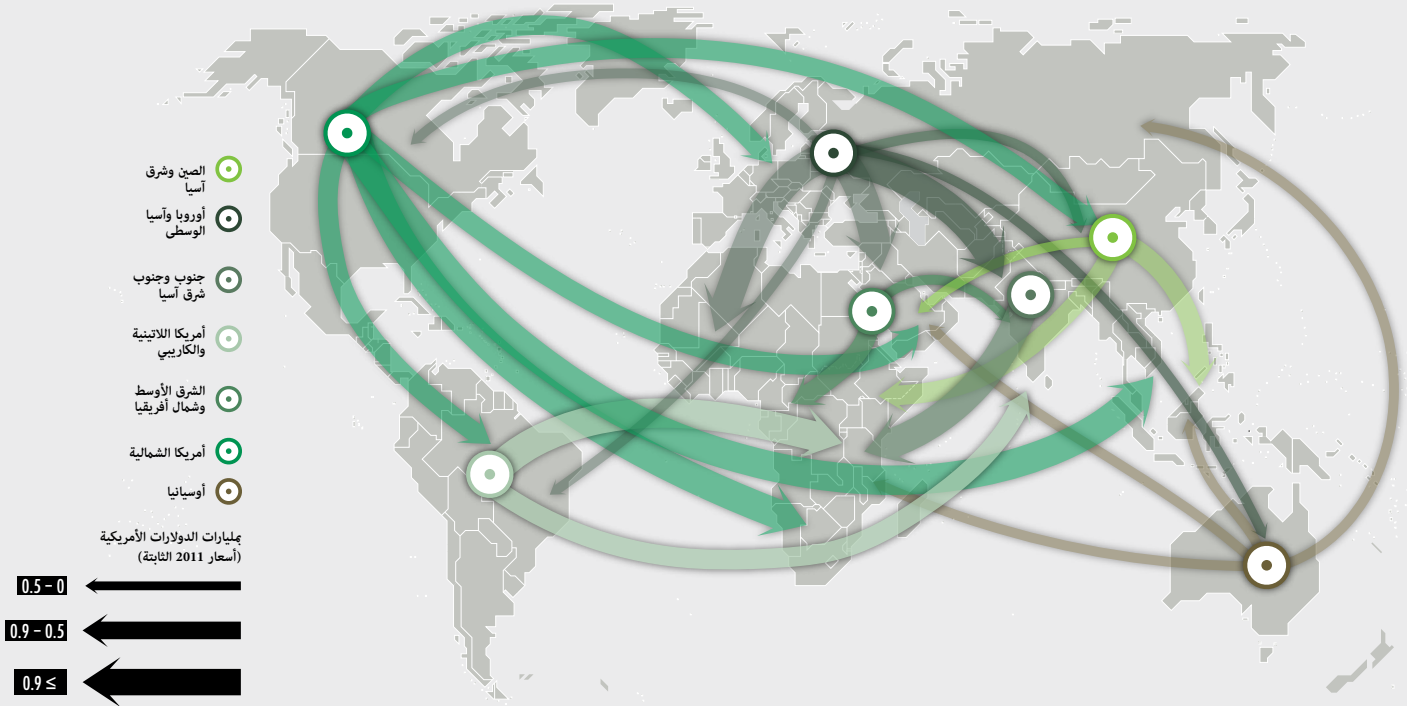 الصين وشرق
آسيا
أوروبا وآسيا
الوسطى
جنوب وجنوب
شرق آسيا
أمريكا اللاتينية
والكاريبي
الشرق الأوسط
وشمال أفريقيا
أمريكا الشمالية
أوسيانيا
بمليارات الدولارات الأمريكية
(أسعار 2011 الثابتة)
0.5 – 0
0.9 – 0.5
0.9 ≤